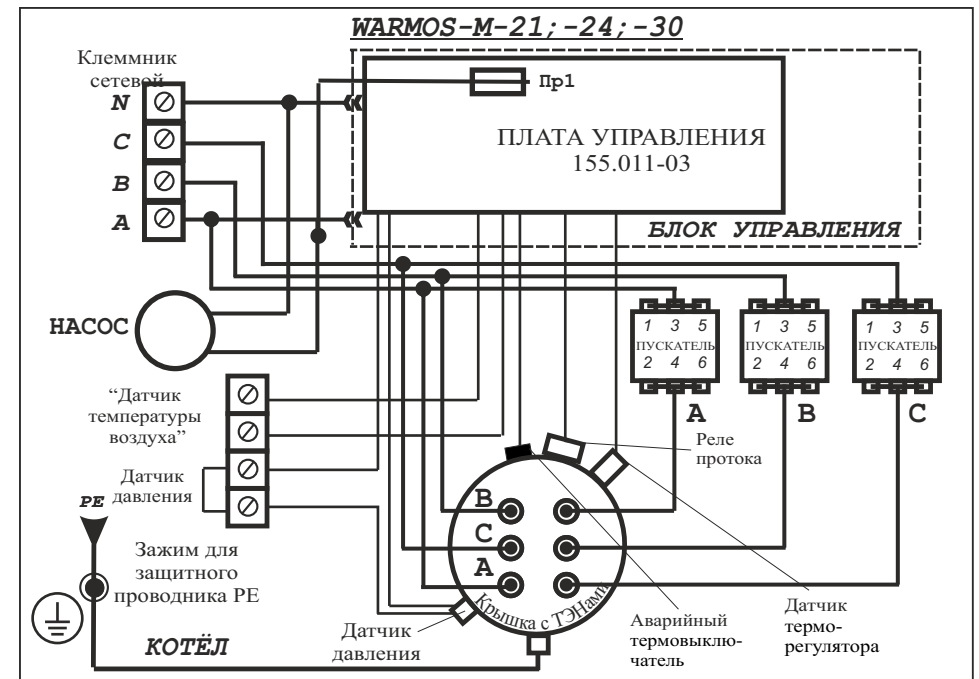 WARMOS-M-21; -24; -30
Клеммник
сетевой
N
C
B
A
Пр1
ПЛАТА УПРАВЛЕНИЯ
155.011-03
БЛОК УПРАВЛЕНИЯ
НАСОС
1 3 5
ПУСКАТЕЛЬ
2 4 6
A
1 3 5
ПУСКАТЕЛЬ
2 4 6
B
1 3 5
ПУСКАТЕЛЬ
2 4 6
C
“Датчик
температуры
воздуха”
Датчик
давления
PE
Реле
протока
B
C
A
Крышка с ТЭНами
Зажим для
защитного
проводника PE
КОТЁЛ
Датчик
давления
Аварийный
термовыклю-
чатель
Датчик
термо-
регулятора